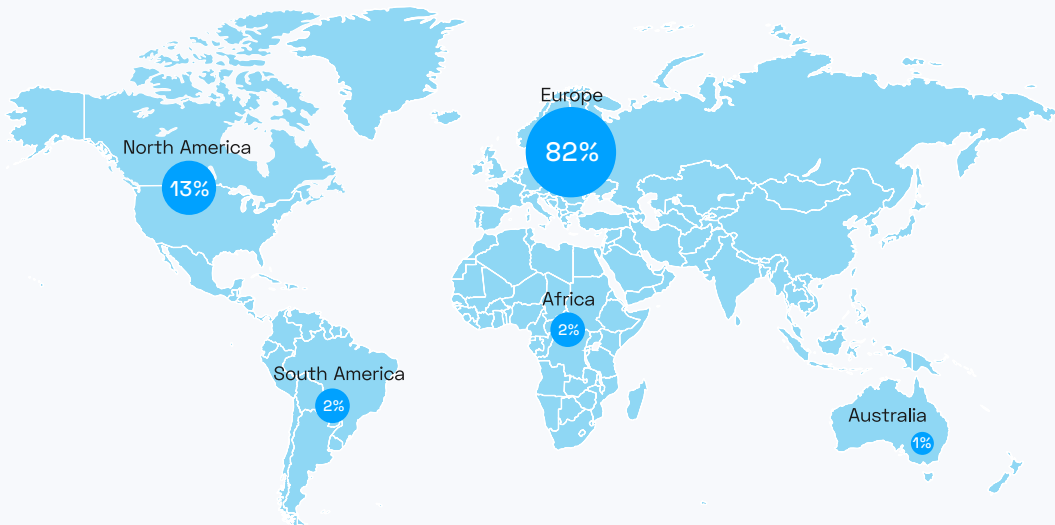 Europe
82%
North America
13%
Africa
2%
South America
2%
Australia
1%